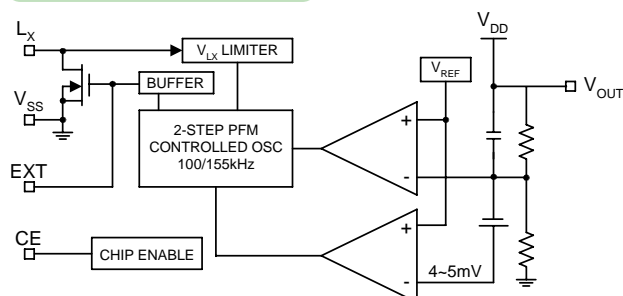 LX
VLX LIMITER
VDD
BUFFER
VREF
VSS
VOUT
2-STEP PFM
CONTROLLED OSC
100/155kHz
+
-
EXT
CE
CHIP ENABLE
+
4~5mV
-